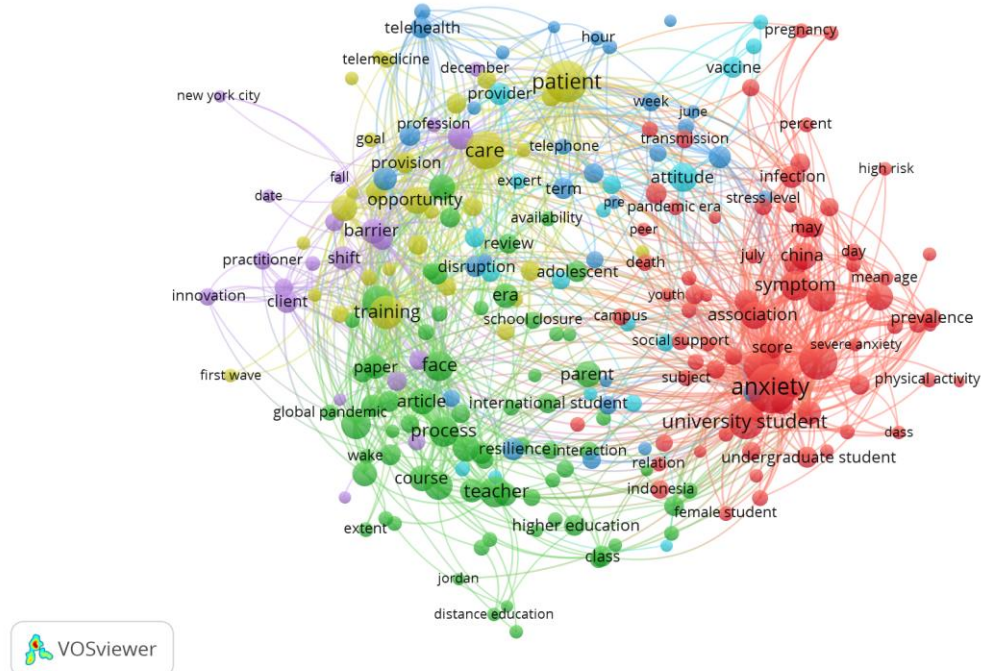 telehealth
hour
pregnancy
telemedicine
december
patient
vaccine
new york city
provider
week
june
profession
percent
goal
care
telephone
transmission
provision
fall
expert
term
attitude
infection
high risk
date
opportunity
pre
pandemic era
stress level
availability
barrier
peer
may
review
practitioner
shift
disruption
adolescent
death
july
china
day
mean age
innovation
client
era
youth
symptom
training
school closure
campus
association
prevalence
social support
score
severe anxiety
first wave
paper
face
parent
subject
anxiety
physical activity
global pandemic
article
international student
university student
process
dass
wake
resilience
interaction
relation
undergraduate student
course
teacher
indonesia
extent
higher education
female student
class
jordan
distance education
VOSviewer